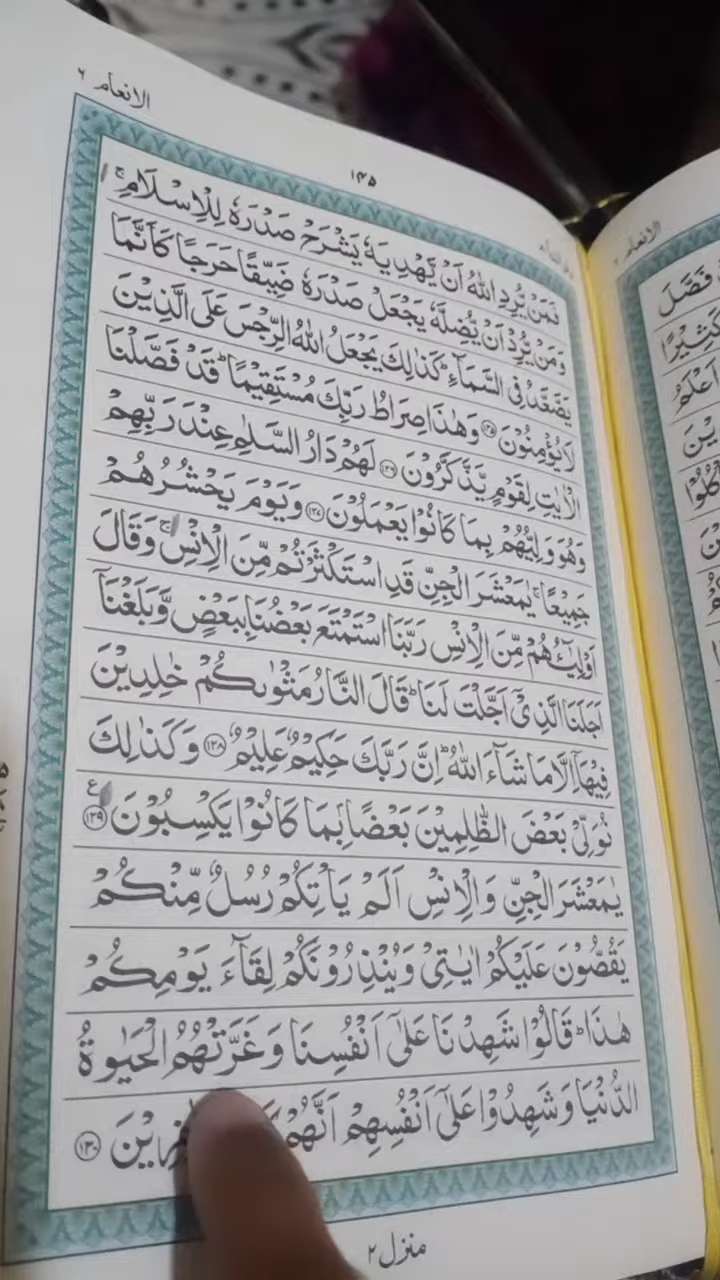 الانعام ٦
١٤٥
فَمَنْ يُّرِدِ اللّٰهُ اَنْ يَّهْدِيَهٗ يَشْرَحْ صَدْرَهٗ لِلْاِسْلَامِ ۚ
وَمَنْ يُّرِدْ اَنْ يُّضِلَّهٗ يَجْعَلْ صَدْرَهٗ ضَيِّقًا حَرَجًا كَاَنَّمَا
يَصَّعَّدُ فِى السَّمَآءِ ؕ كَذٰلِكَ يَجْعَلُ اللّٰهُ الرِّجْسَ عَلَى الَّذِيْنَ
لَا يُؤْمِنُوْنَ ﴿١٢٥﴾ وَهٰذَا صِرَاطُ رَبِّكَ مُسْتَقِيْمًا ؕ قَدْ فَصَّلْنَا
الْاٰيٰتِ لِقَوْمٍ يَّذَّكَّرُوْنَ ﴿١٢٦﴾ لَهُمْ دَارُ السَّلٰمِ عِنْدَ رَبِّهِمْ
وَهُوَ وَلِيُّهُمْ بِمَا كَانُوْا يَعْمَلُوْنَ ﴿١٢٧﴾ وَيَوْمَ يَحْشُرُهُمْ
جَمِيْعًا ۚ يٰمَعْشَرَ الْجِنِّ قَدِ اسْتَكْثَرْتُمْ مِّنَ الْاِنْسِ ۚ وَقَالَ
اَوْلِيٰٓـُٔهُمْ مِّنَ الْاِنْسِ رَبَّنَا اسْتَمْتَعَ بَعْضُنَا بِبَعْضٍ وَّبَلَغْنَاۤ
اَجَلَنَا الَّذِىْۤ اَجَّلْتَ لَنَا ؕ قَالَ النَّارُ مَثْوٰىكُمْ خٰلِدِيْنَ
فِيْهَاۤ اِلَّا مَا شَآءَ اللّٰهُ ؕ اِنَّ رَبَّكَ حَكِيْمٌ عَلِيْمٌ ﴿١٢٨﴾ وَكَذٰلِكَ
نُوَلِّىْ بَعْضَ الظّٰلِمِيْنَ بَعْضًاۢ بِمَا كَانُوْا يَكْسِبُوْنَ ﴿١٢٩﴾ ع
يٰمَعْشَرَ الْجِنِّ وَالْاِنْسِ اَلَمْ يَاْتِكُمْ رُسُلٌ مِّنْكُمْ
يَقُصُّوْنَ عَلَيْكُمْ اٰيٰتِىْ وَيُنْذِرُوْنَكُمْ لِقَآءَ يَوْمِكُمْ
هٰذَا ؕ قَالُوْا شَهِدْنَا عَلٰٓى اَنْفُسِنَا وَغَرَّتْهُمُ الْحَيٰوةُ
الدُّنْيَا وَشَهِدُوْا عَلٰٓى اَنْفُسِهِمْ اَنَّهُمْ ﴿١٣٠﴾
منزل ٢